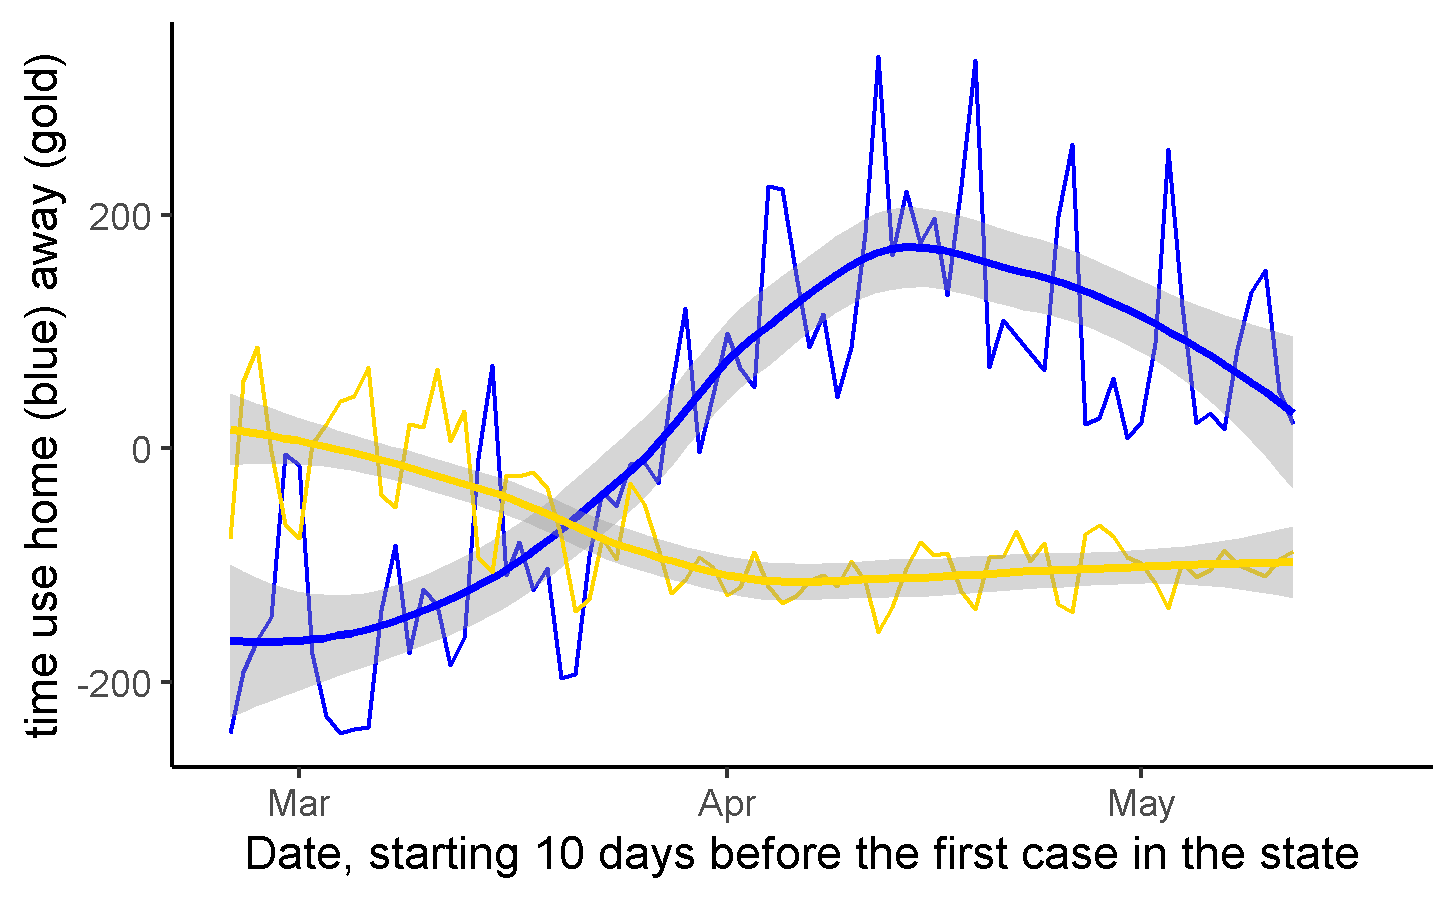 time use home (blue) away (gold)
200
0
-200
Mar
Apr
May
Date, starting 10 days before the first case in the state